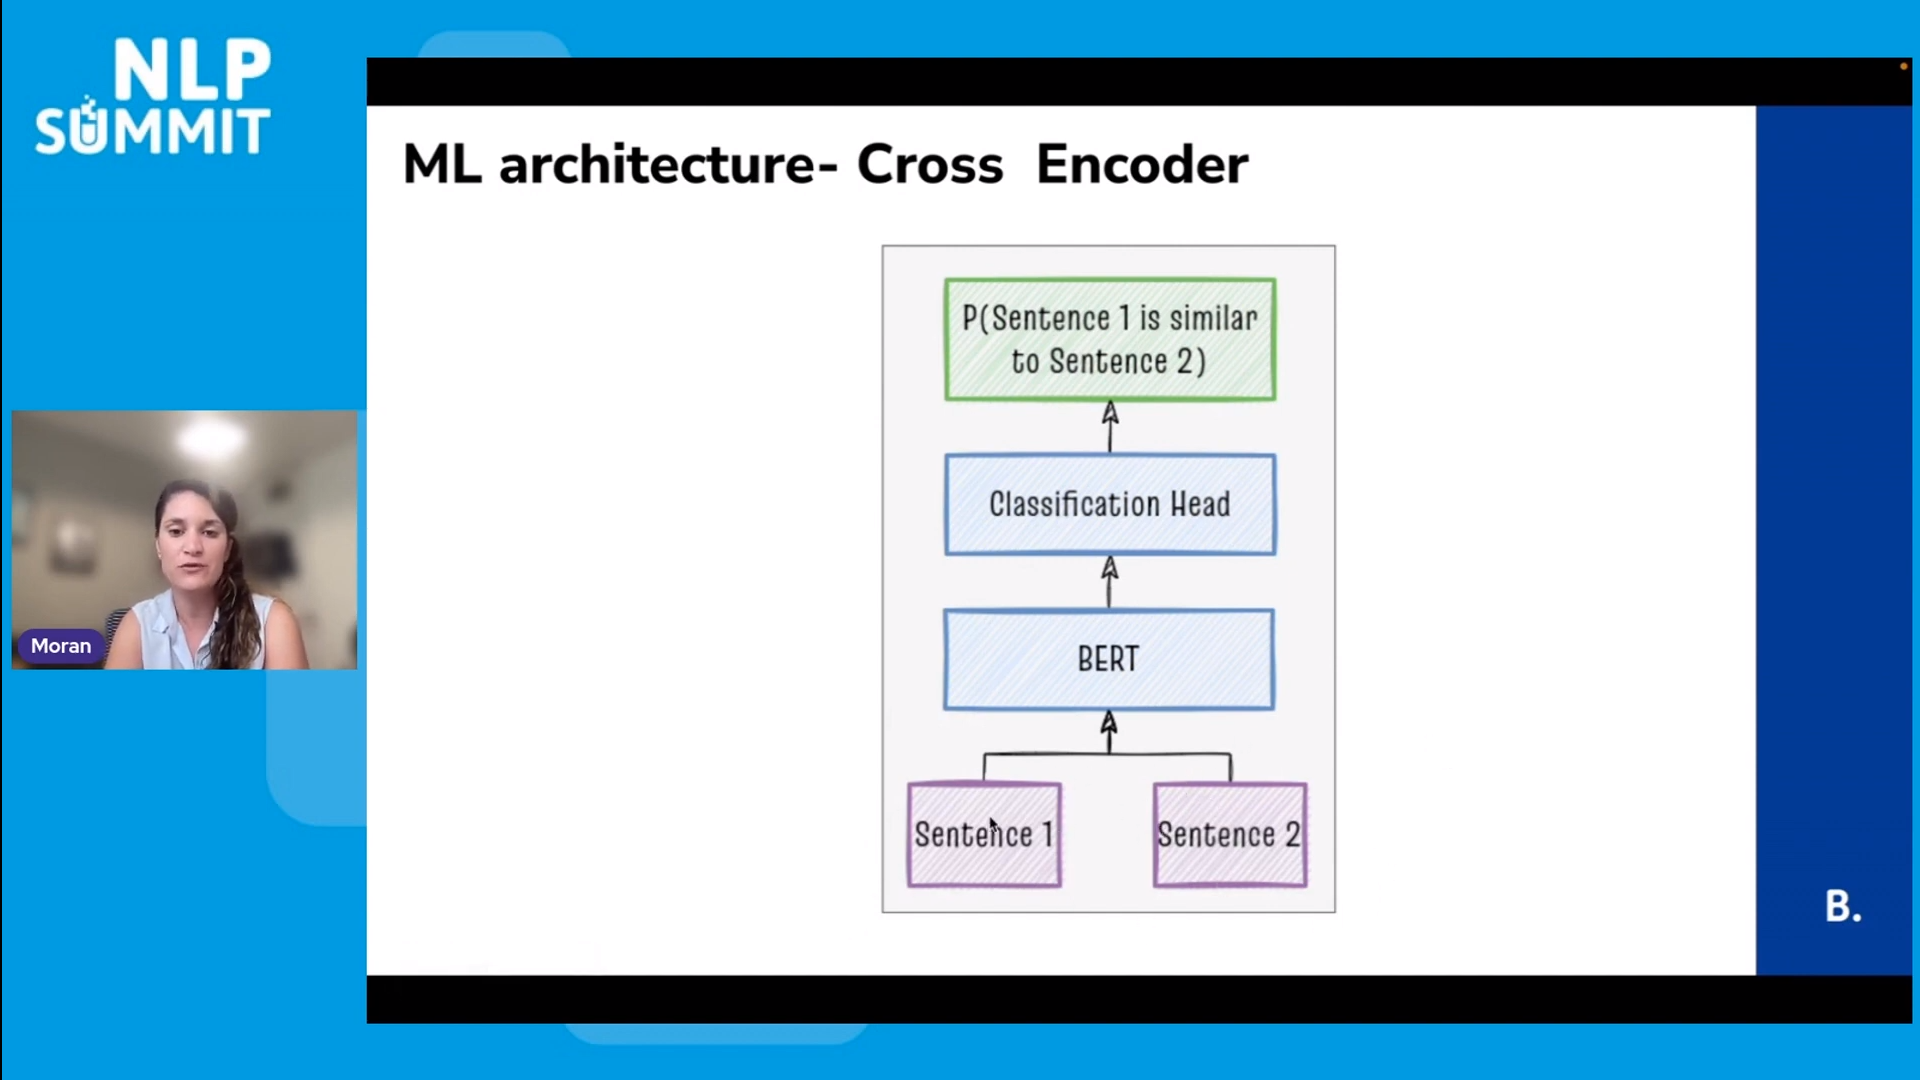 NLP
SUMMIT
ML architecture- Cross Encoder
P(Sentence 1 is similar
to Sentence 2)
Classification Head
BERT
Sentence 1
Sentence 2
Moran
B.